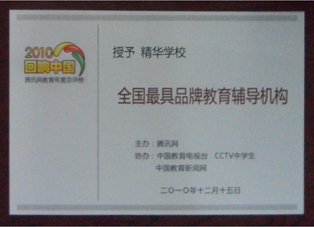 2010
回响中国
腾讯网教育年度总评榜
授予 精华学校
全国最具品牌教育辅导机构
主办：腾讯网
协办：中国教育电视台 CCTV中学生
中国教育新闻网
二〇一〇年十二月十五日